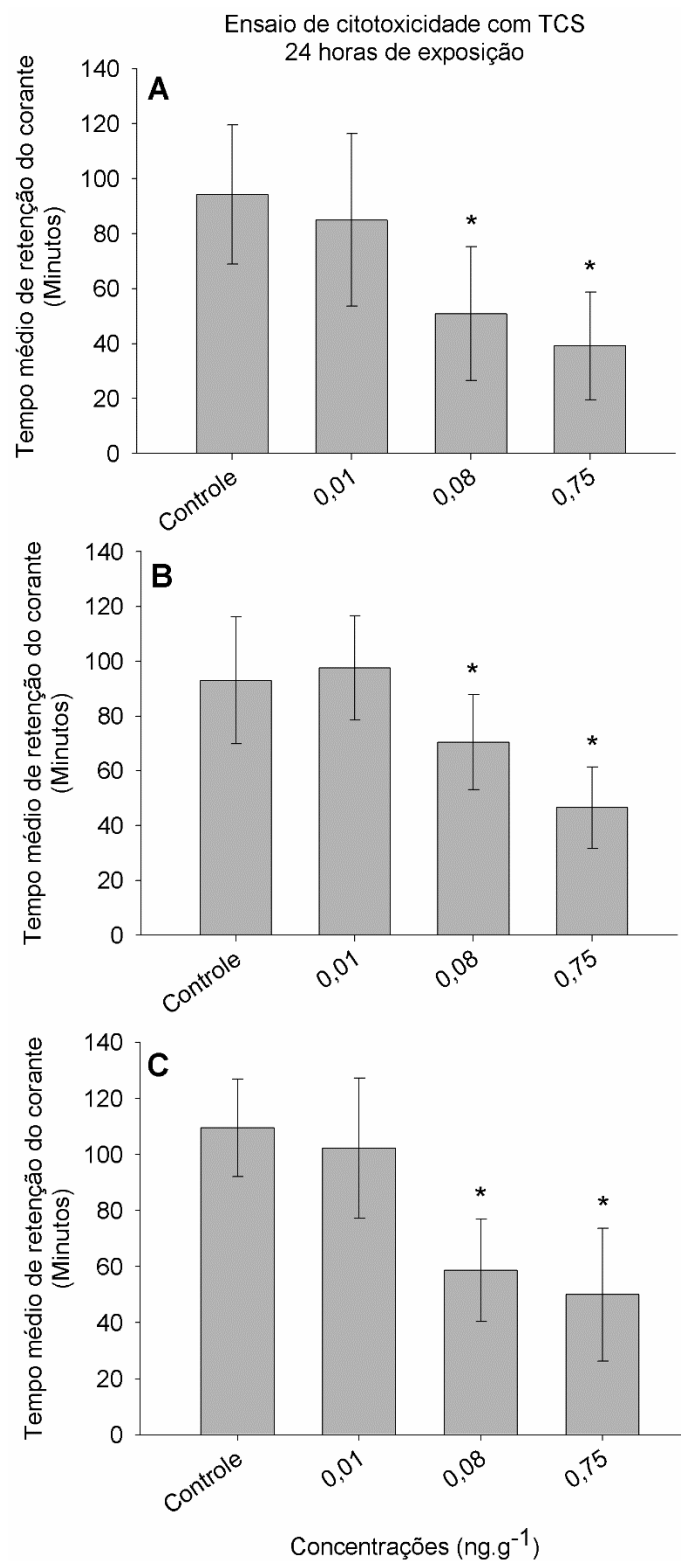 Ensaio de citotoxicidade com TCS
24 horas de exposição
A
Tempo médio de retenção do corante
(Minutos)
140
120
100
80
60
40
20
0
*
*
Controle
0,01
0,08
0,75
B
Tempo médio de retenção do corante
(Minutos)
140
120
100
80
60
40
20
0
*
*
Controle
0,01
0,08
0,75
C
Tempo médio de retenção do corante
(Minutos)
140
120
100
80
60
40
20
0
*
*
Controle
0,01
0,08
0,75
Concentrações (ng.g⁻¹)